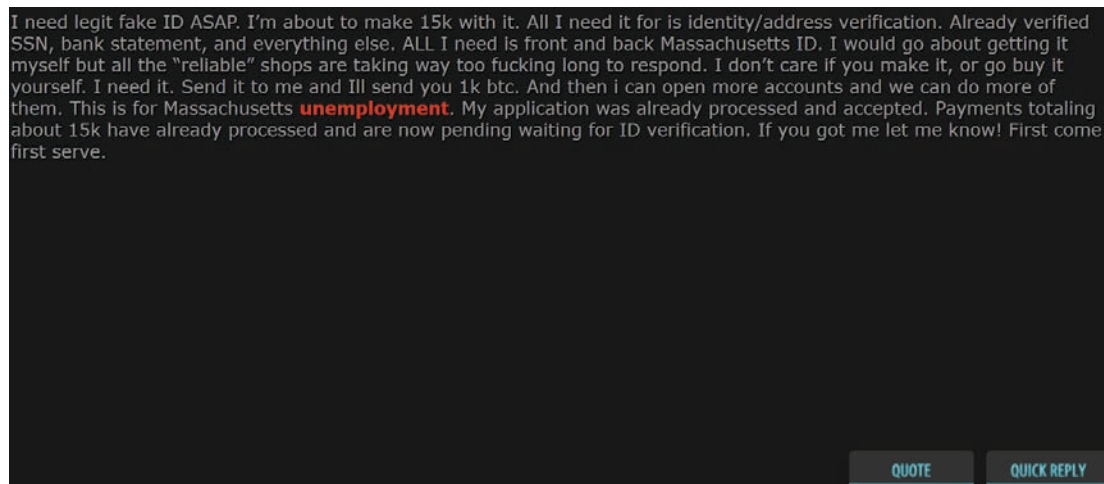 I need legit fake ID ASAP. I'm about to make 15k with it. All I need it for is identity/address verification. Already verified
SSN, bank statement, and everything else. ALL I need is front and back Massachusetts ID. I would go about getting it
myself but all the “reliable” shops are taking way too fucking long to respond. I don't care if you make it, or go buy it
yourself. I need it. Send it to me and Ill send you 1k btc. And then i can open more accounts and we can do more of
them. This is for Massachusetts unemployment. My application was already processed and accepted. Payments totaling
about 15k have already processed and are now pending waiting for ID verification. If you got me let me know! First come
first serve.
QUOTE
QUICK REPLY